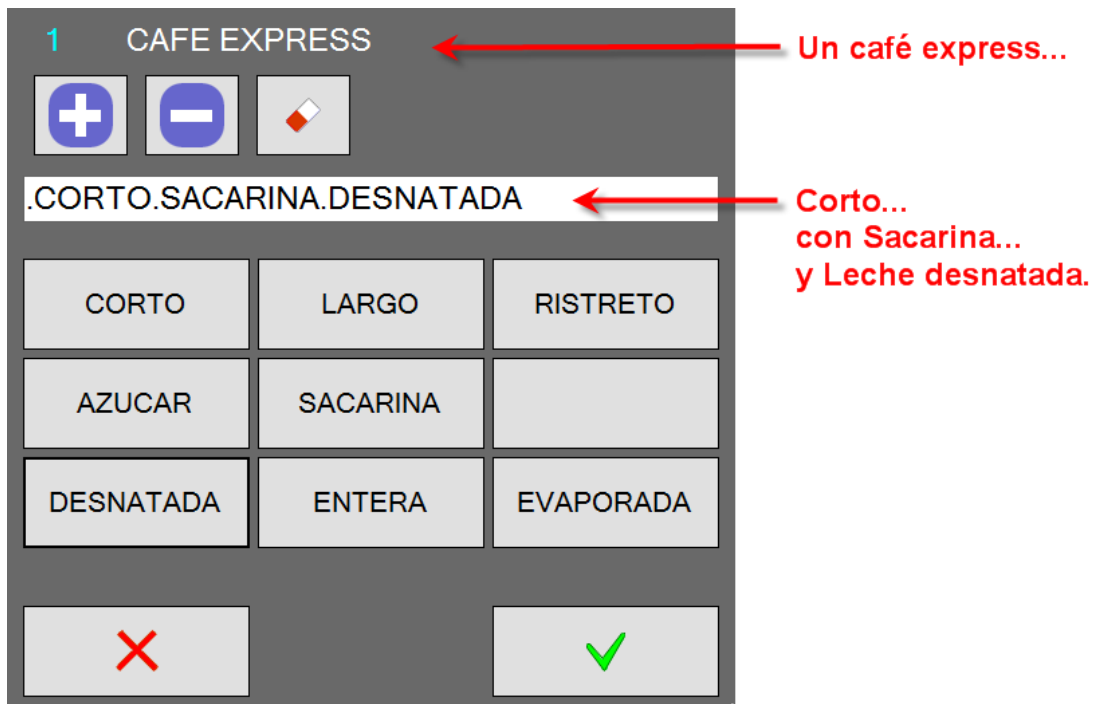 1 CAFE EXPRESS
Un café express...
.CORTO.SACARINA.DESNATADA
Corto...
con Sacarina...
y Leche desnatada.
CORTO LARGO RISTRETO
AZUCAR SACARINA
DESNATADA ENTERA EVAPORADA